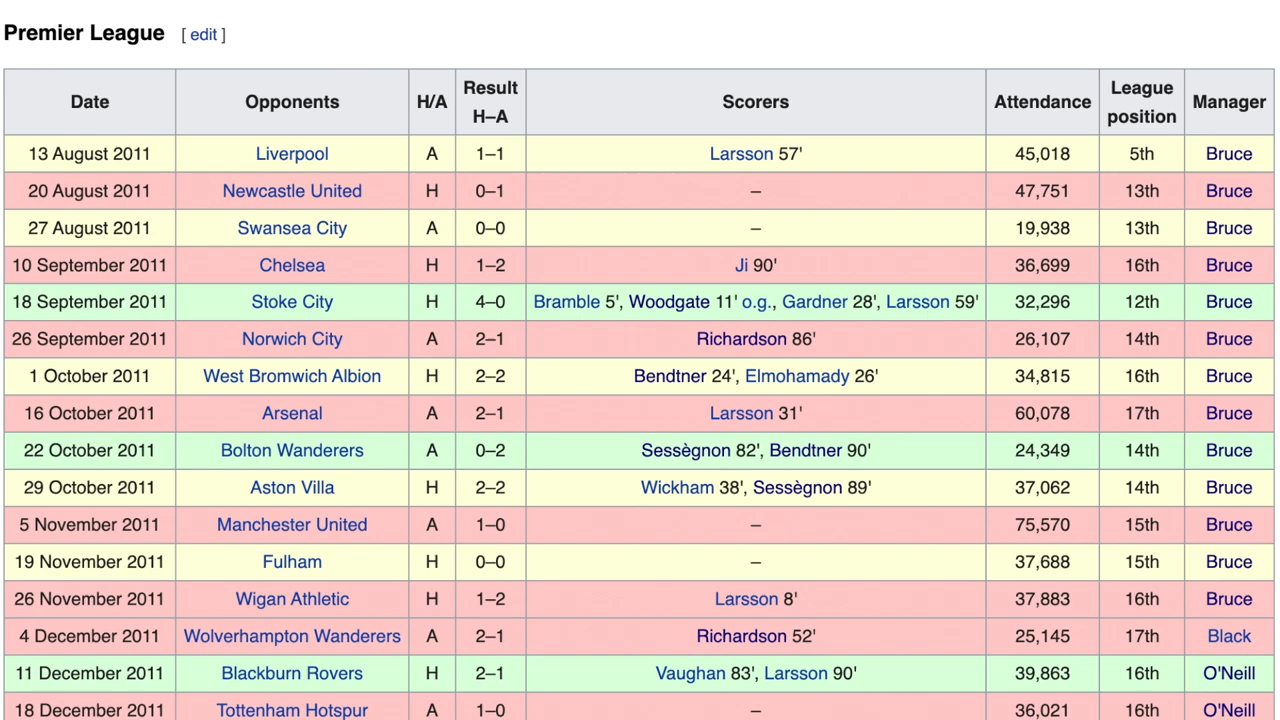 Premier League [ edit ]
Date Opponents H/A Result H–A Scorers Attendance League position Manager
13 August 2011 Liverpool A 1–1 Larsson 57' 45,018 5th Bruce
20 August 2011 Newcastle United H 0–1 – 47,751 13th Bruce
27 August 2011 Swansea City A 0–0 – 19,938 13th Bruce
10 September 2011 Chelsea H 1–2 Ji 90' 36,699 16th Bruce
18 September 2011 Stoke City H 4–0 Bramble 5', Woodgate 11' o.g., Gardner 28', Larsson 59' 32,296 12th Bruce
26 September 2011 Norwich City A 2–1 Richardson 86' 26,107 14th Bruce
1 October 2011 West Bromwich Albion H 2–2 Bendtner 24', Elmohamady 26' 34,815 16th Bruce
16 October 2011 Arsenal A 2–1 Larsson 31' 60,078 17th Bruce
22 October 2011 Bolton Wanderers A 0–2 Sessègnon 82', Bendtner 90' 24,349 14th Bruce
29 October 2011 Aston Villa H 2–2 Wickham 38', Sessègnon 89' 37,062 14th Bruce
5 November 2011 Manchester United A 1–0 – 75,570 15th Bruce
19 November 2011 Fulham H 0–0 – 37,688 15th Bruce
26 November 2011 Wigan Athletic H 1–2 Larsson 8' 37,883 16th Bruce
4 December 2011 Wolverhampton Wanderers A 2–1 Richardson 52' 25,145 17th Black
11 December 2011 Blackburn Rovers H 2–1 Vaughan 83', Larsson 90' 39,863 16th O'Neill
18 December 2011 Tottenham Hotspur A 1–0 – 36,021 16th O'Neill